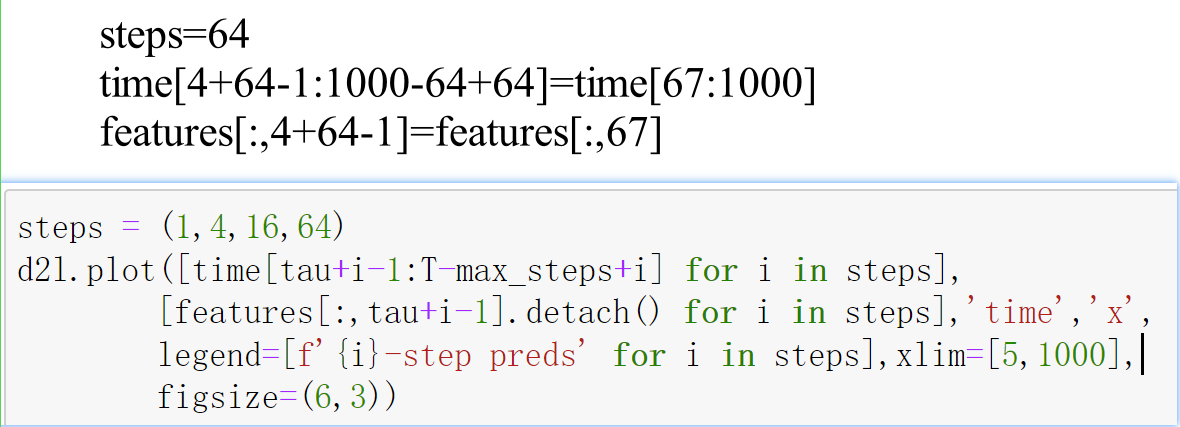 steps=64
time[4+64-1:1000-64+64]=time[67:1000]
features[:,4+64-1]=features[:,67]
steps = (1,4,16,64)
d2l.plot([time[tau+i-1:T-max_steps+i] for i in steps],
[features[:,tau+i-1].detach() for i in steps],'time','x',
legend=[f'{i}-step preds' for i in steps],xlim=[5,1000],
figsize=(6,3))